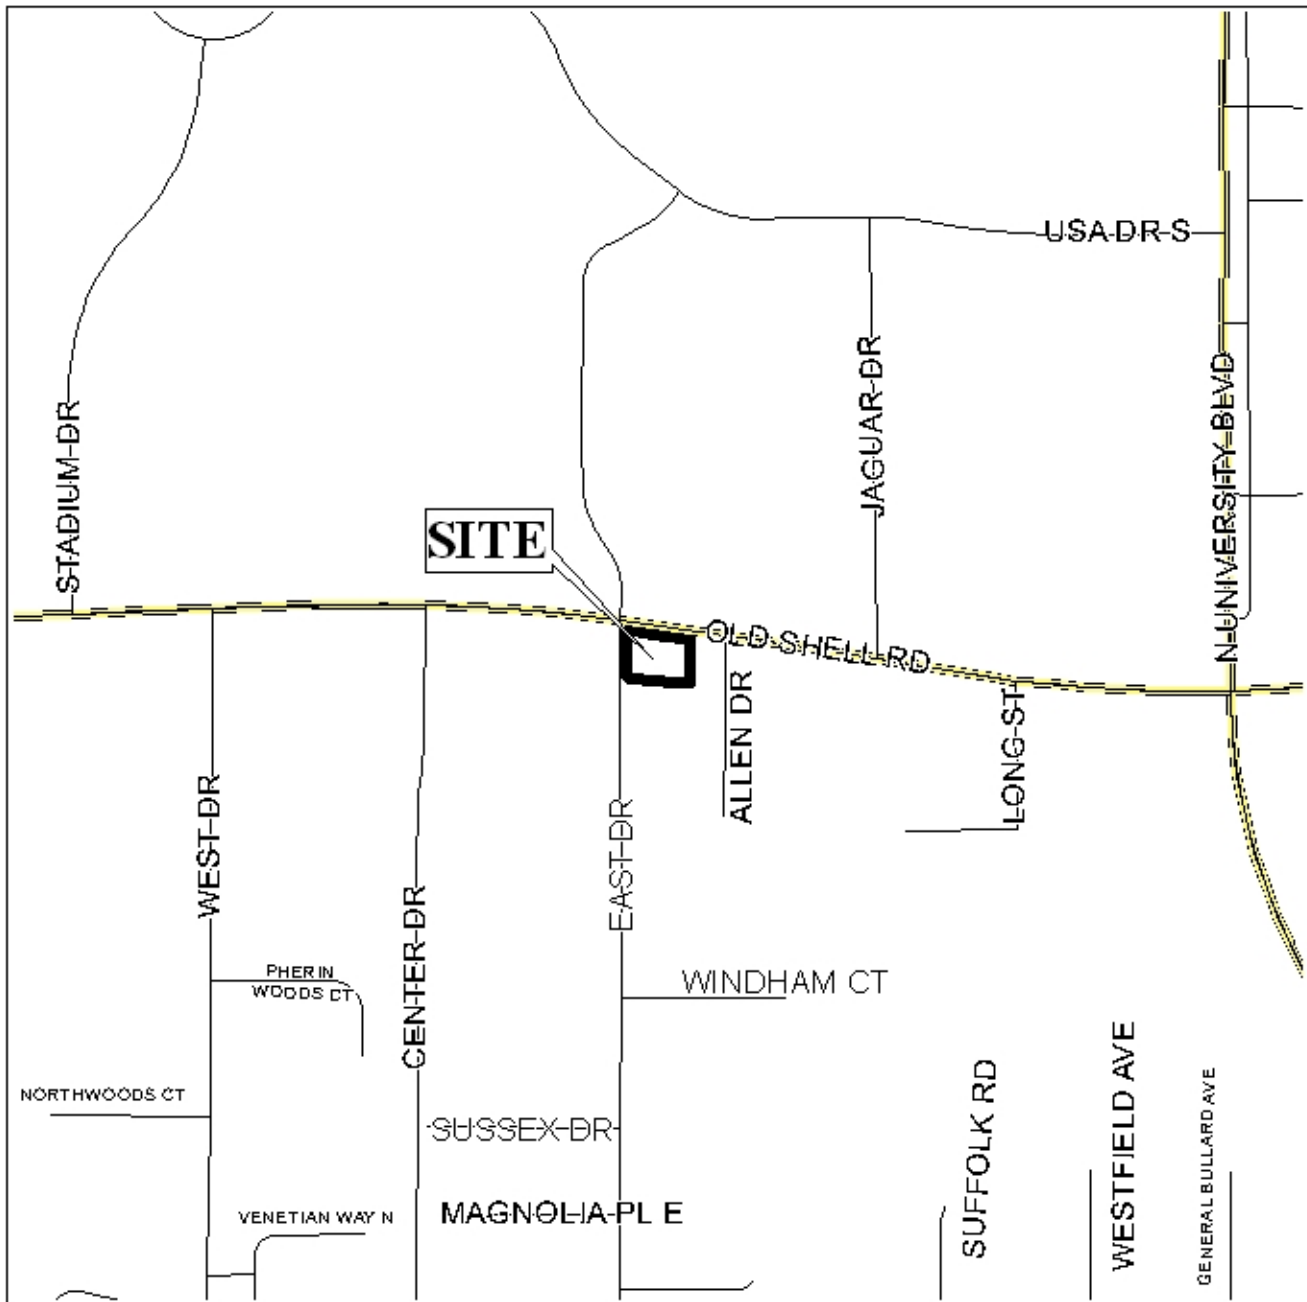 USA DR S
STADIUM DR
JAGUAR DR
N UNIVERSITY BLVD
SITE
OLD SHELL RD
ALLEN DR
LONG ST
WEST DR
EAST DR
CENTER DR
PHERIN
WOODS CT
WINDHAM CT
NORTHWOODS CT
SUSSEX DR
SUFFOLK RD
WESTFIELD AVE
GENERAL BULLARD AVE
VENETIAN WAY N
MAGNOLIA PL E